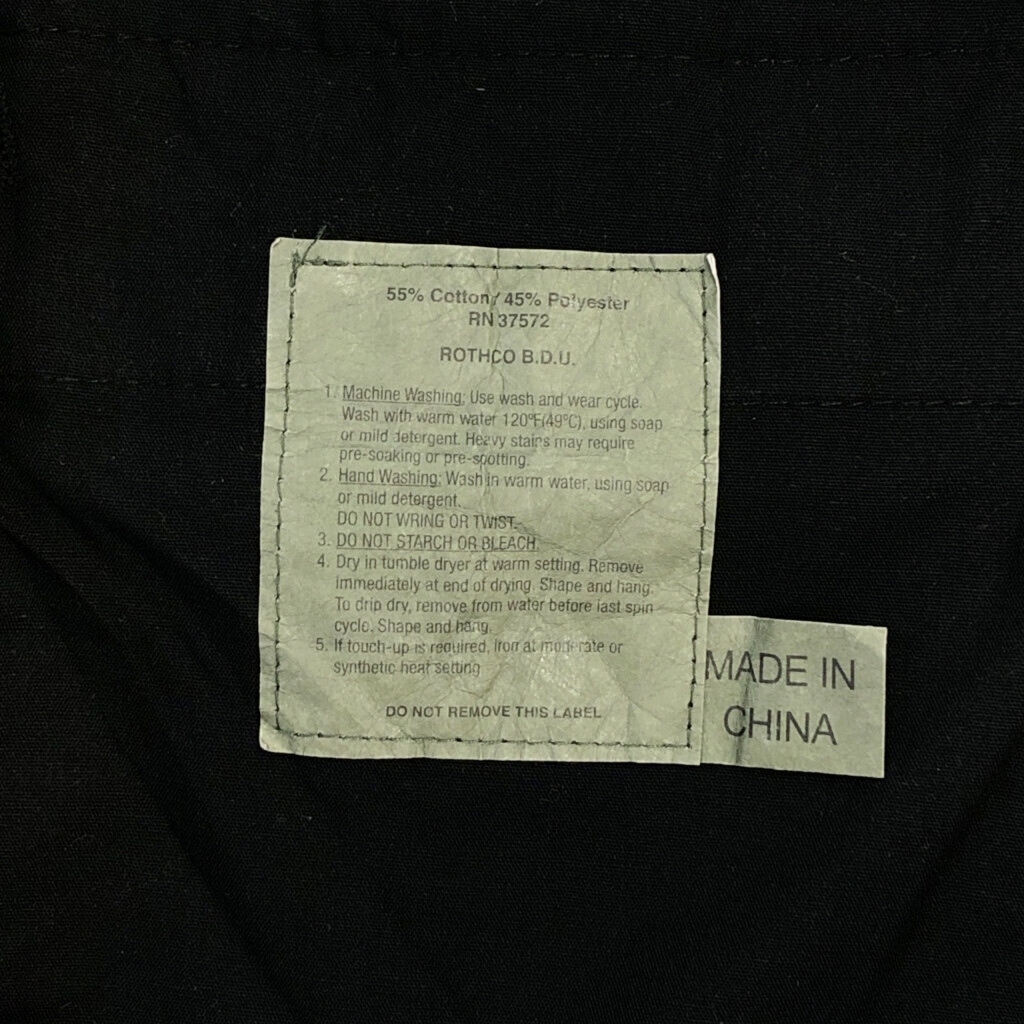 55% Cotton/ 45% Polyester
RN 37572
ROTHCO B.D.U.
1. Machine Washing: Use wash and wear cycle.
Wash with warm water 120°F(49°C), using soap
or mild detergent. Heavy stains may require
pre-soaking or pre-spotting.
2. Hand Washing: Wash in warm water, using soap
or mild detergent.
DO NOT WRING OR TWIST.
3. DO NOT STARCH OR BLEACH.
4. Dry in tumble dryer at warm setting. Remove
immediately at end of drying. Shape and hang.
To drip dry, remove from water before last spin
cycle. Shape and hang.
5. If touch-up is required, iron at moderate or
synthetic heat setting
DO NOT REMOVE THIS LABEL
MADE IN
CHINA